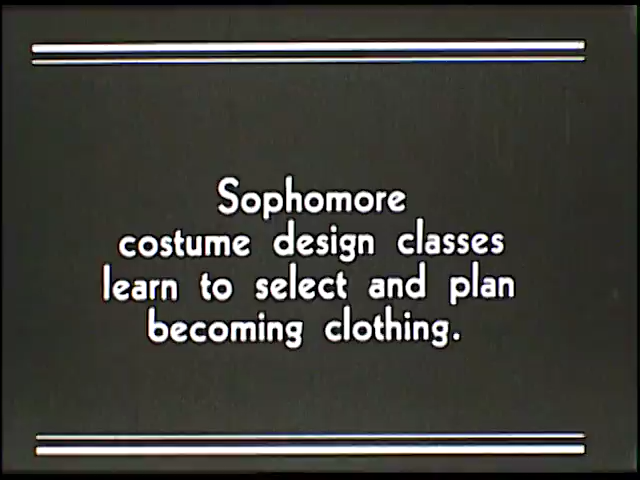 Sophomore
costume design classes
learn to select and plan
becoming clothing.